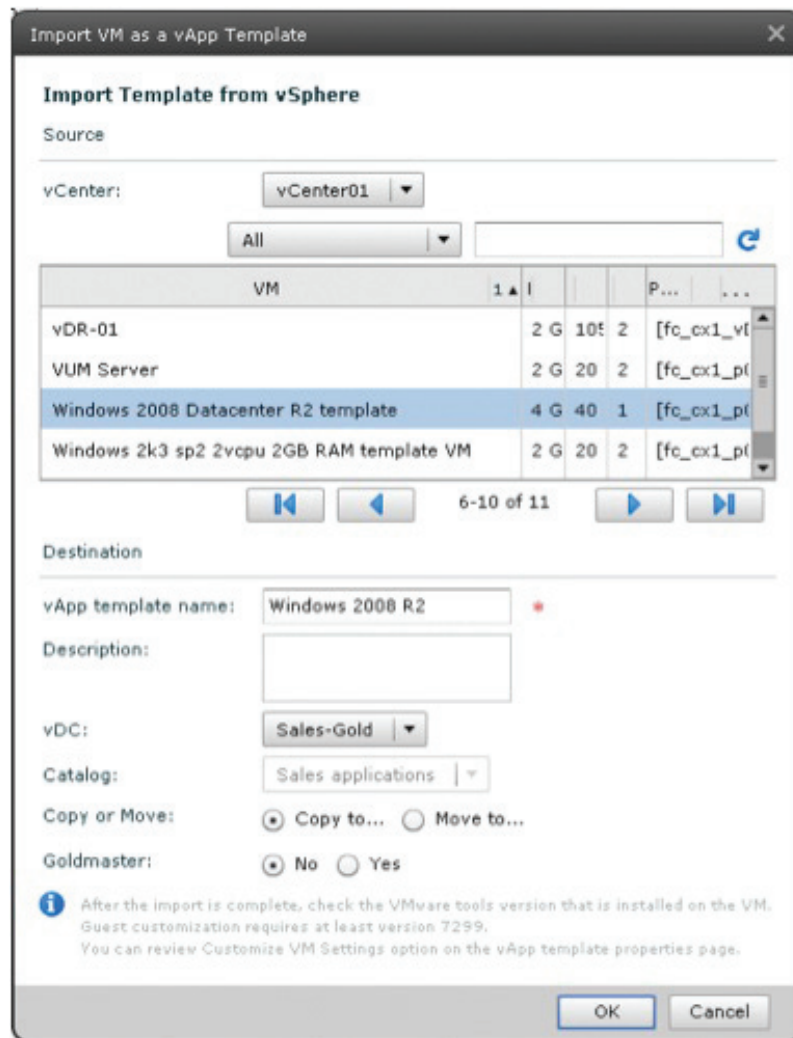 Import VM as a vApp Template
Import Template from vSphere
Source
vCenter: vCenter01
All
VM 1 I P... ...
vDR-01 2 G 105 2 [fc_cx1_v
VUM Server 2 G 20 2 [fc_cx1_p
Windows 2008 Datacenter R2 template 4 G 40 1 [fc_cx1_p
Windows 2k3 sp2 2vcpu 2GB RAM template VM 2 G 20 2 [fc_cx1_p
6-10 of 11
Destination
vApp template name: Windows 2008 R2 *
Description:
vDC: Sales-Gold
Catalog: Sales applications
Copy or Move: Copy to... Move to...
Goldmaster: No Yes
After the import is complete, check the VMware tools version that is installed on the VM.
Guest customization requires at least version 7299.
You can review Customize VM Settings option on the vApp template properties page.
OK Cancel